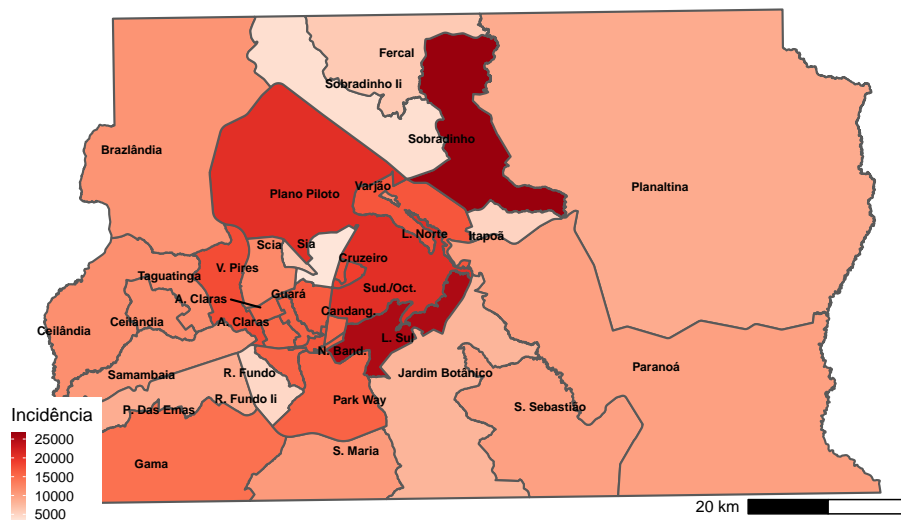 Fercal
Sobradinho Ii
Sobradinho
Brazlândia
Planaltina
Varjão
Plano Piloto
L. Norte
Itapoã
Scia
Sia
Cruzeiro
V. Pires
Taguatinga
Sud./Oct.
Guará
A. Claras
Candang.
Ceilândia
Ceilândia
A. Claras
L. Sul
N. Band.
Paranoá
Samambaia
R. Fundo
Jardim Botânico
R. Fundo Ii
Park Way
P. Das Emas
S. Sebastião
S. Maria
Gama
Incidência
25000
20000
15000
10000
5000
20 km